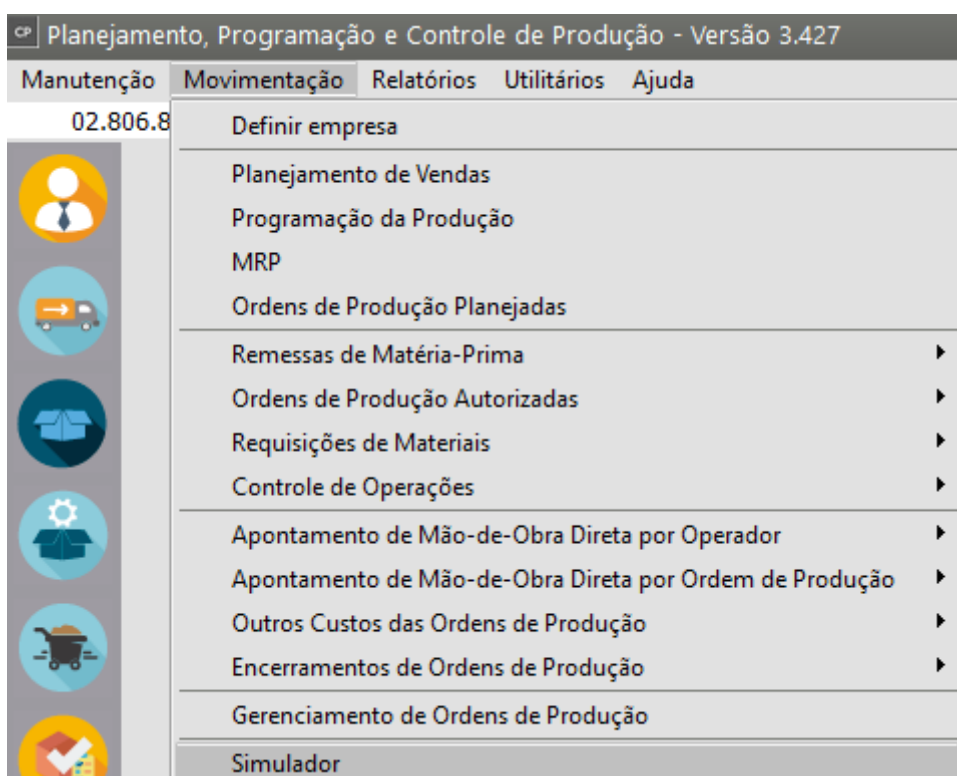 CP Planejamento, Programação e Controle de Produção - Versão 3.427
Manutenção Movimentação Relatórios Utilitários Ajuda
02.806.8
Definir empresa
Planejamento de Vendas
Programação da Produção
MRP
Ordens de Produção Planejadas
Remessas de Matéria-Prima
Ordens de Produção Autorizadas
Requisições de Materiais
Controle de Operações
Apontamento de Mão-de-Obra Direta por Operador
Apontamento de Mão-de-Obra Direta por Ordem de Produção
Outros Custos das Ordens de Produção
Encerramentos de Ordens de Produção
Gerenciamento de Ordens de Produção
Simulador